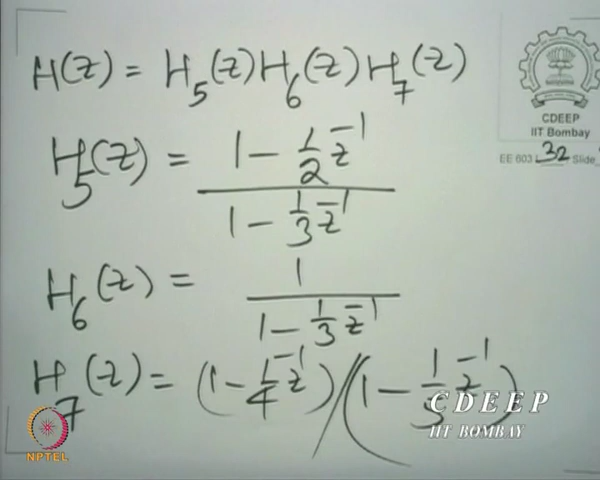 H(z) = H₅(z)H₆(z)H₇(z)
CDEEP
IIT Bombay
EE 603 L 32 Slide
H₅(z) = (1 - 1/2 z⁻¹) / (1 - 1/3 z⁻¹)
H₆(z) = 1 / (1 - 1/3 z⁻¹)
H₇(z) = (1 - 1/4 z⁻¹) / (1 - 1/3 z⁻¹)
CDEEP
IIT BOMBAY
NPTEL